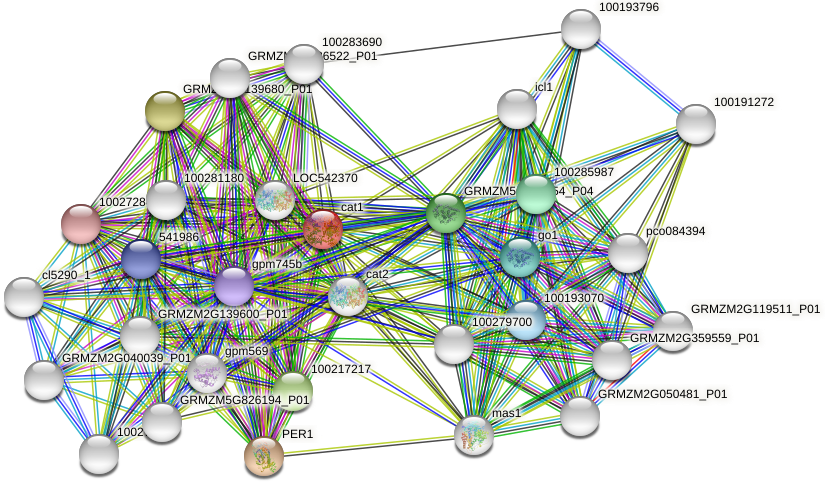 100193796
100283690
GRMZM
6522_P01
icl1
GRMZ
139680_P01
100191272
100285987
100281180
LOC542370
GRMZM5
54_P04
1002728
cat1
541986
go1
pco084394
gpm745b
cat2
cl5290_1
100193070
GRMZM2G139600_P01
GRMZM2G119511_P01
100279700
GRMZM2G359559_P01
GRMZM2G040039_P01
gpm569
100217217
GRMZM5G826194_P01
GRMZM2G050481_P01
mas1
1002
PER1